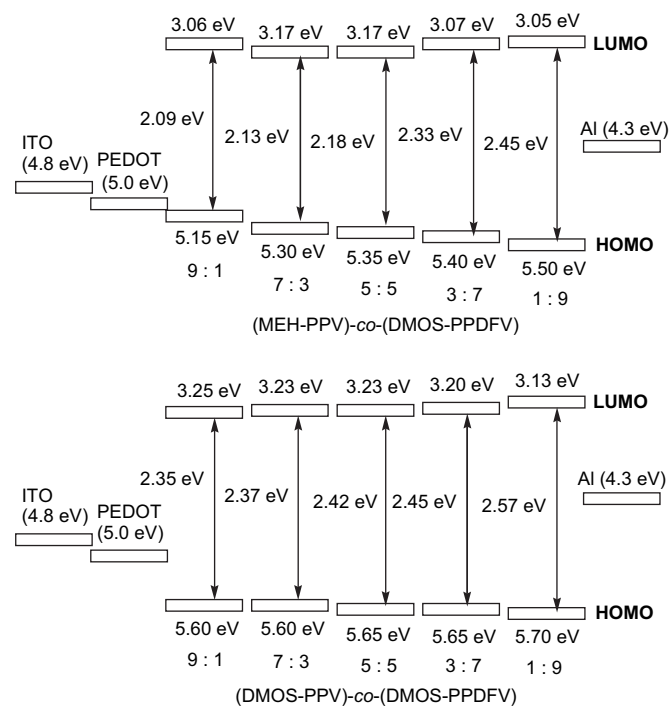 3.06 eV 3.17 eV 3.17 eV 3.07 eV 3.05 eV
LUMO
2.09 eV 2.13 eV 2.18 eV 2.33 eV 2.45 eV
ITO
(4.8 eV)
PEDOT
(5.0 eV)
Al (4.3 eV)
5.15 eV 5.30 eV 5.35 eV 5.40 eV 5.50 eV
HOMO
9 : 1 7 : 3 5 : 5 3 : 7 1 : 9
(MEH-PPV)-co-(DMOS-PPDFV)
3.25 eV 3.23 eV 3.23 eV 3.20 eV 3.13 eV
LUMO
2.35 eV 2.37 eV 2.42 eV 2.45 eV 2.57 eV
ITO
(4.8 eV)
PEDOT
(5.0 eV)
Al (4.3 eV)
5.60 eV 5.60 eV 5.65 eV 5.65 eV 5.70 eV
HOMO
9 : 1 7 : 3 5 : 5 3 : 7 1 : 9
(DMOS-PPV)-co-(DMOS-PPDFV)